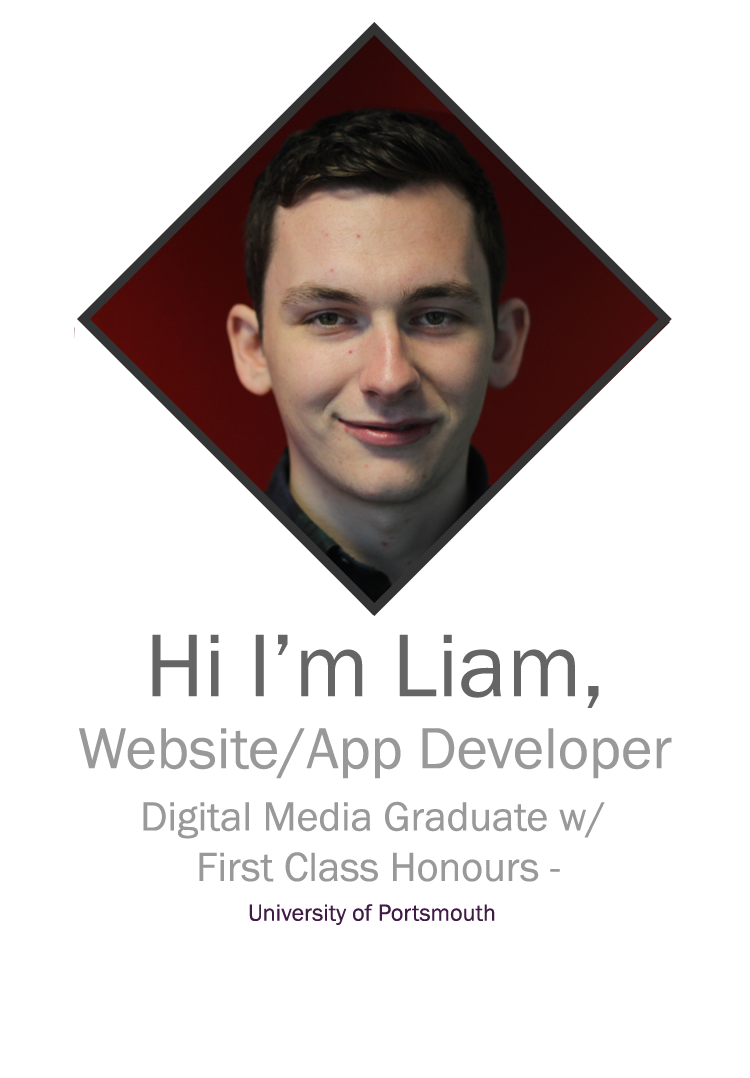 Hi I’m Liam,
Website/App Developer
Digital Media Graduate w/
First Class Honours -
University of Portsmouth